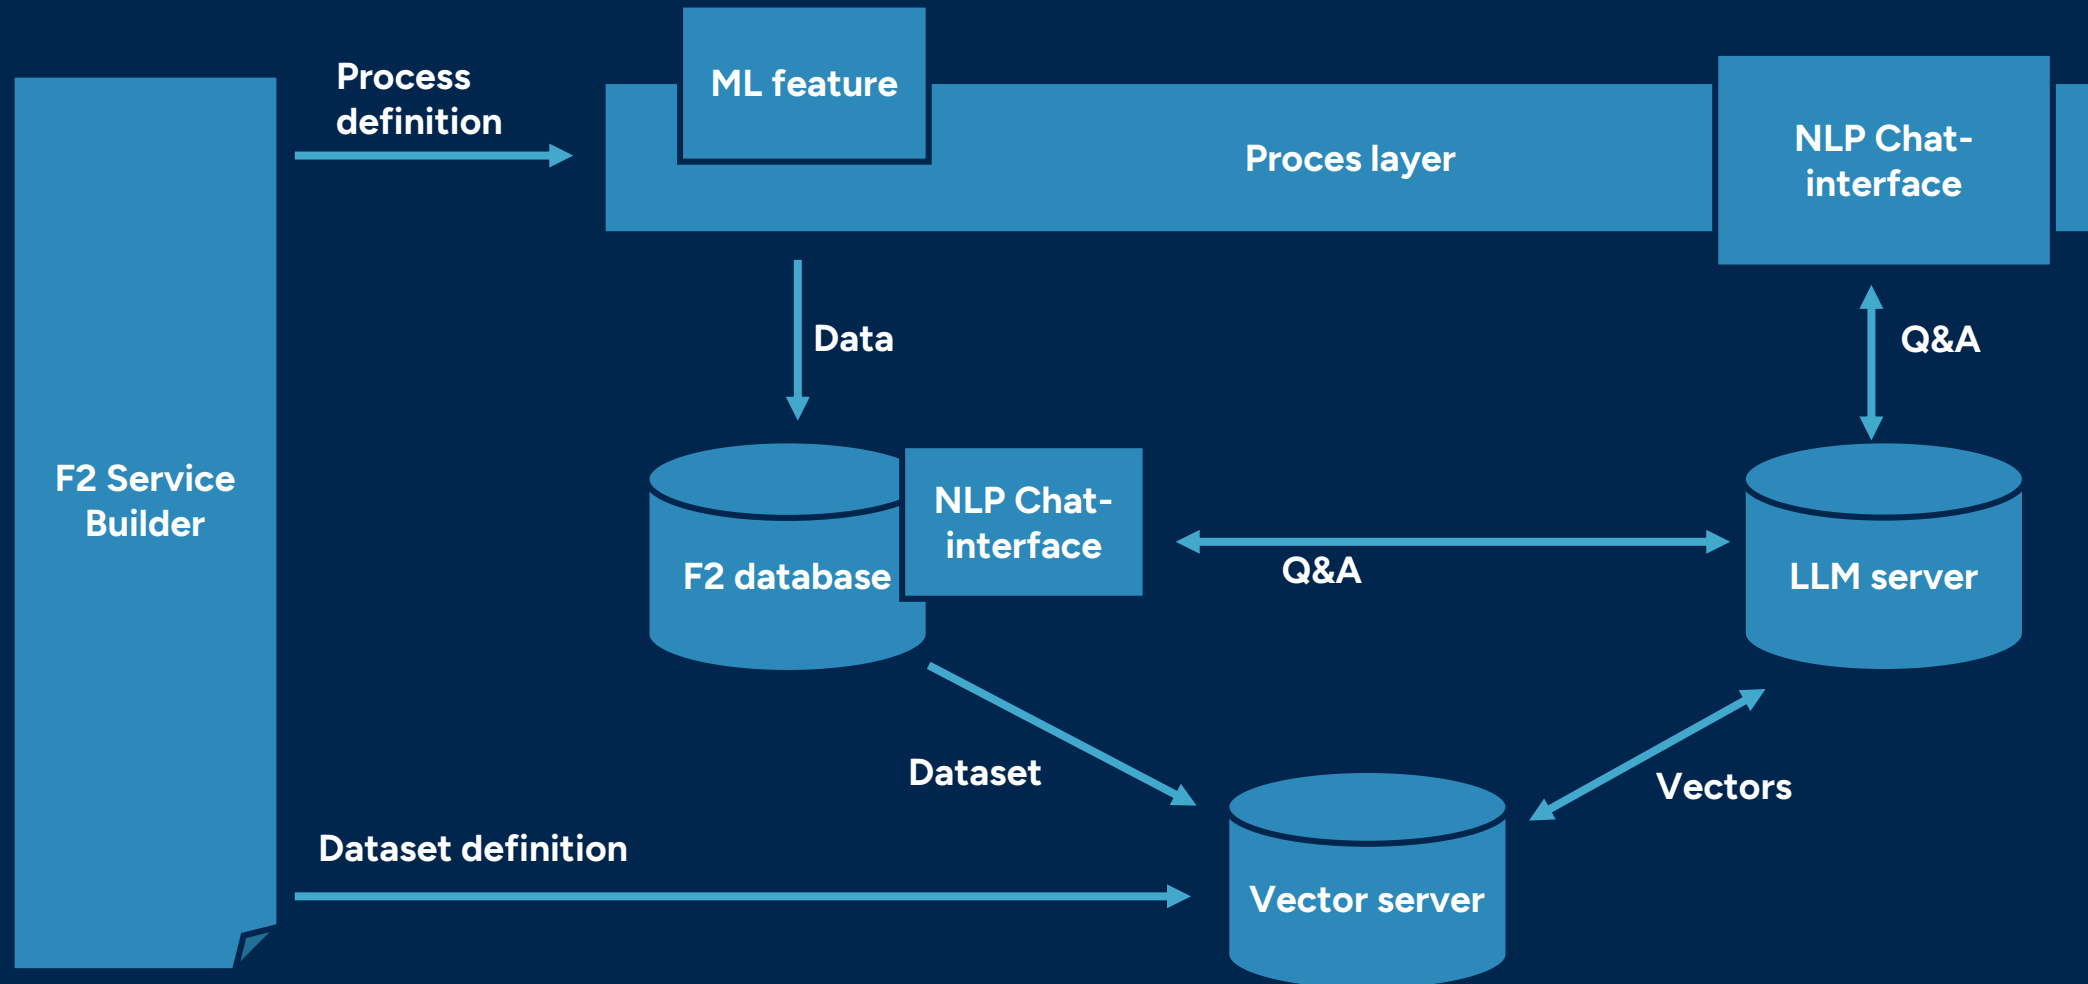 Process
definition
ML feature
Proces layer
NLP Chat-
interface
Data
Q&A
F2 Service
Builder
F2 database
NLP Chat-
interface
Q&A
LLM server
Dataset
Vectors
Dataset definition
Vector server